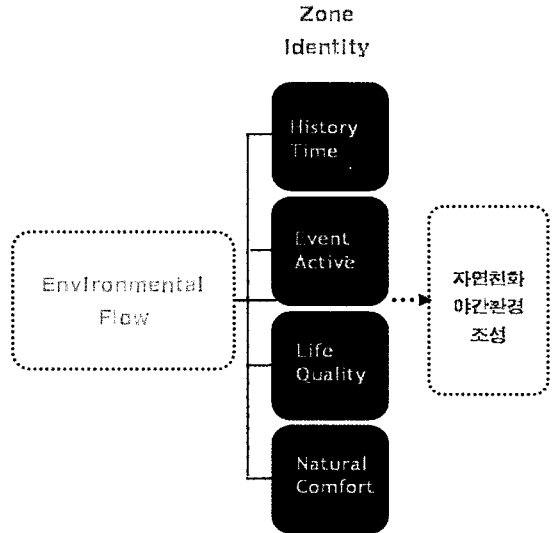 Zone
Identity
History
Time
Event
Active
Environmental
Flow
자연친화
야간환경
조성
Life
Quality
Natural
Comfort